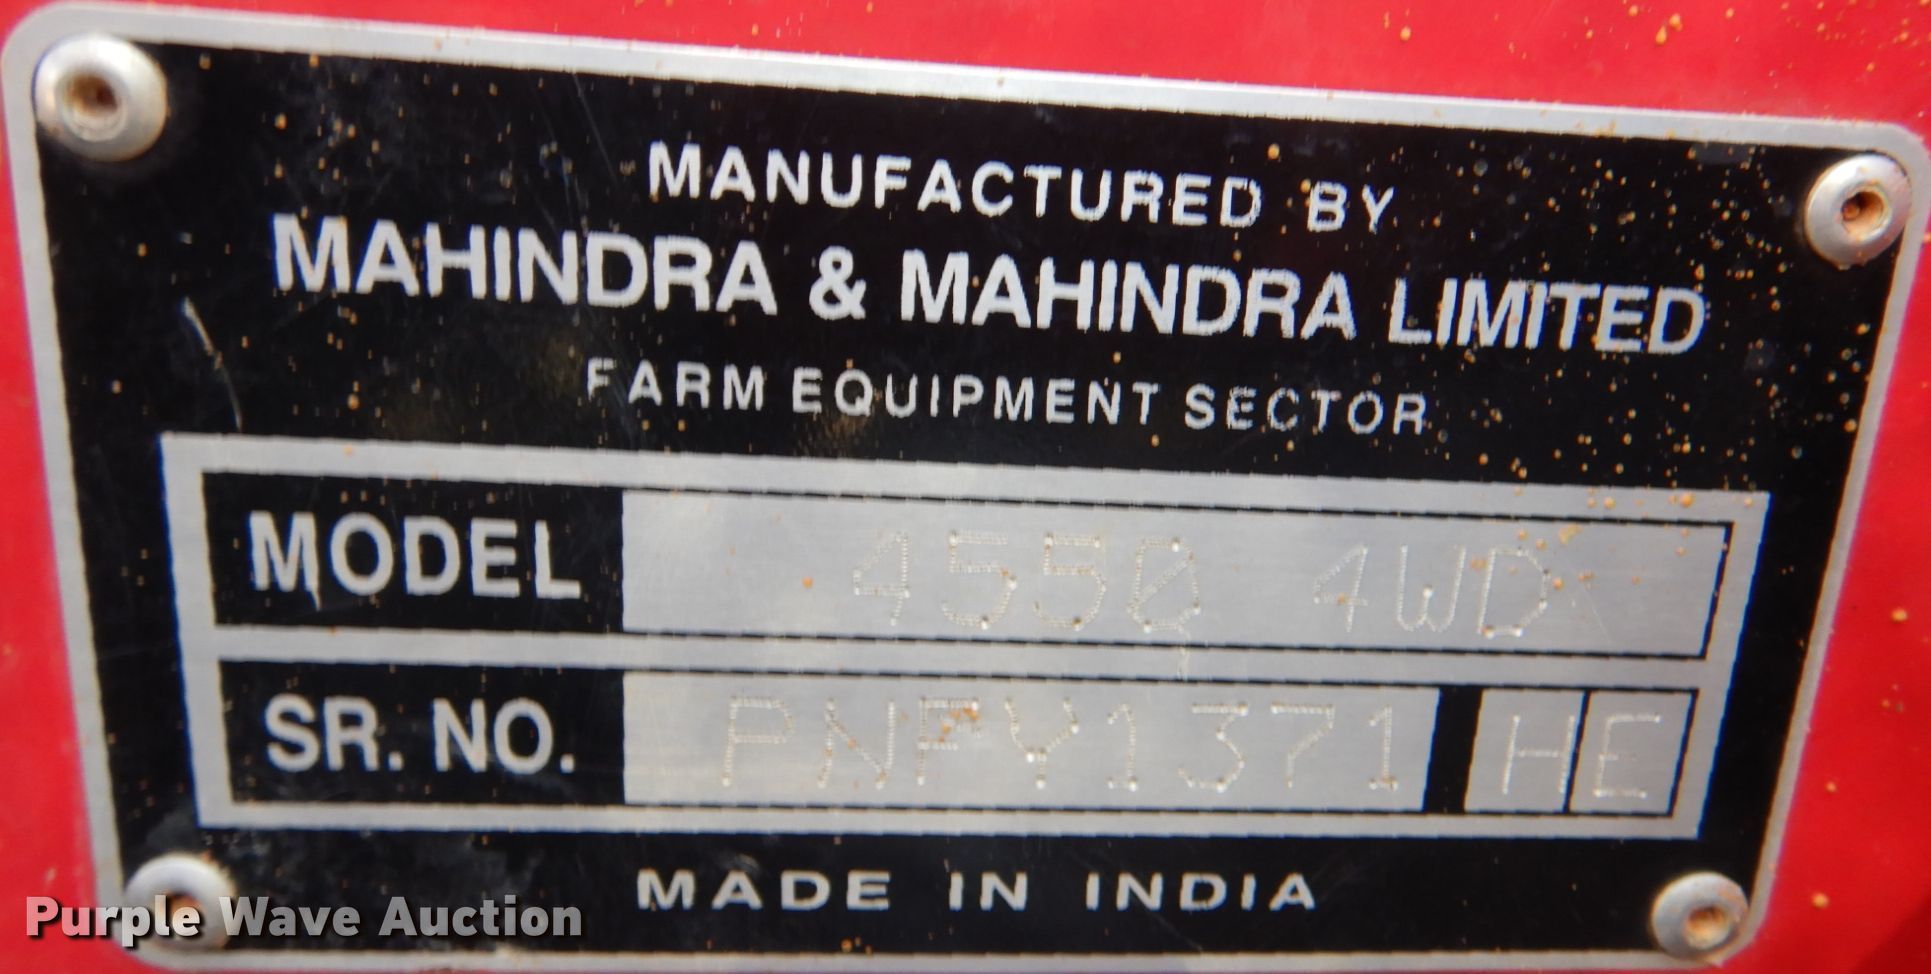 MANUFACTURED BY
MAHINDRA & MAHINDRA LIMITED
FARM EQUIPMENT SECTOR
MODEL 4550 4WD
SR. NO. PNFY1371 HE
MADE IN INDIA
Purple Wave Auction